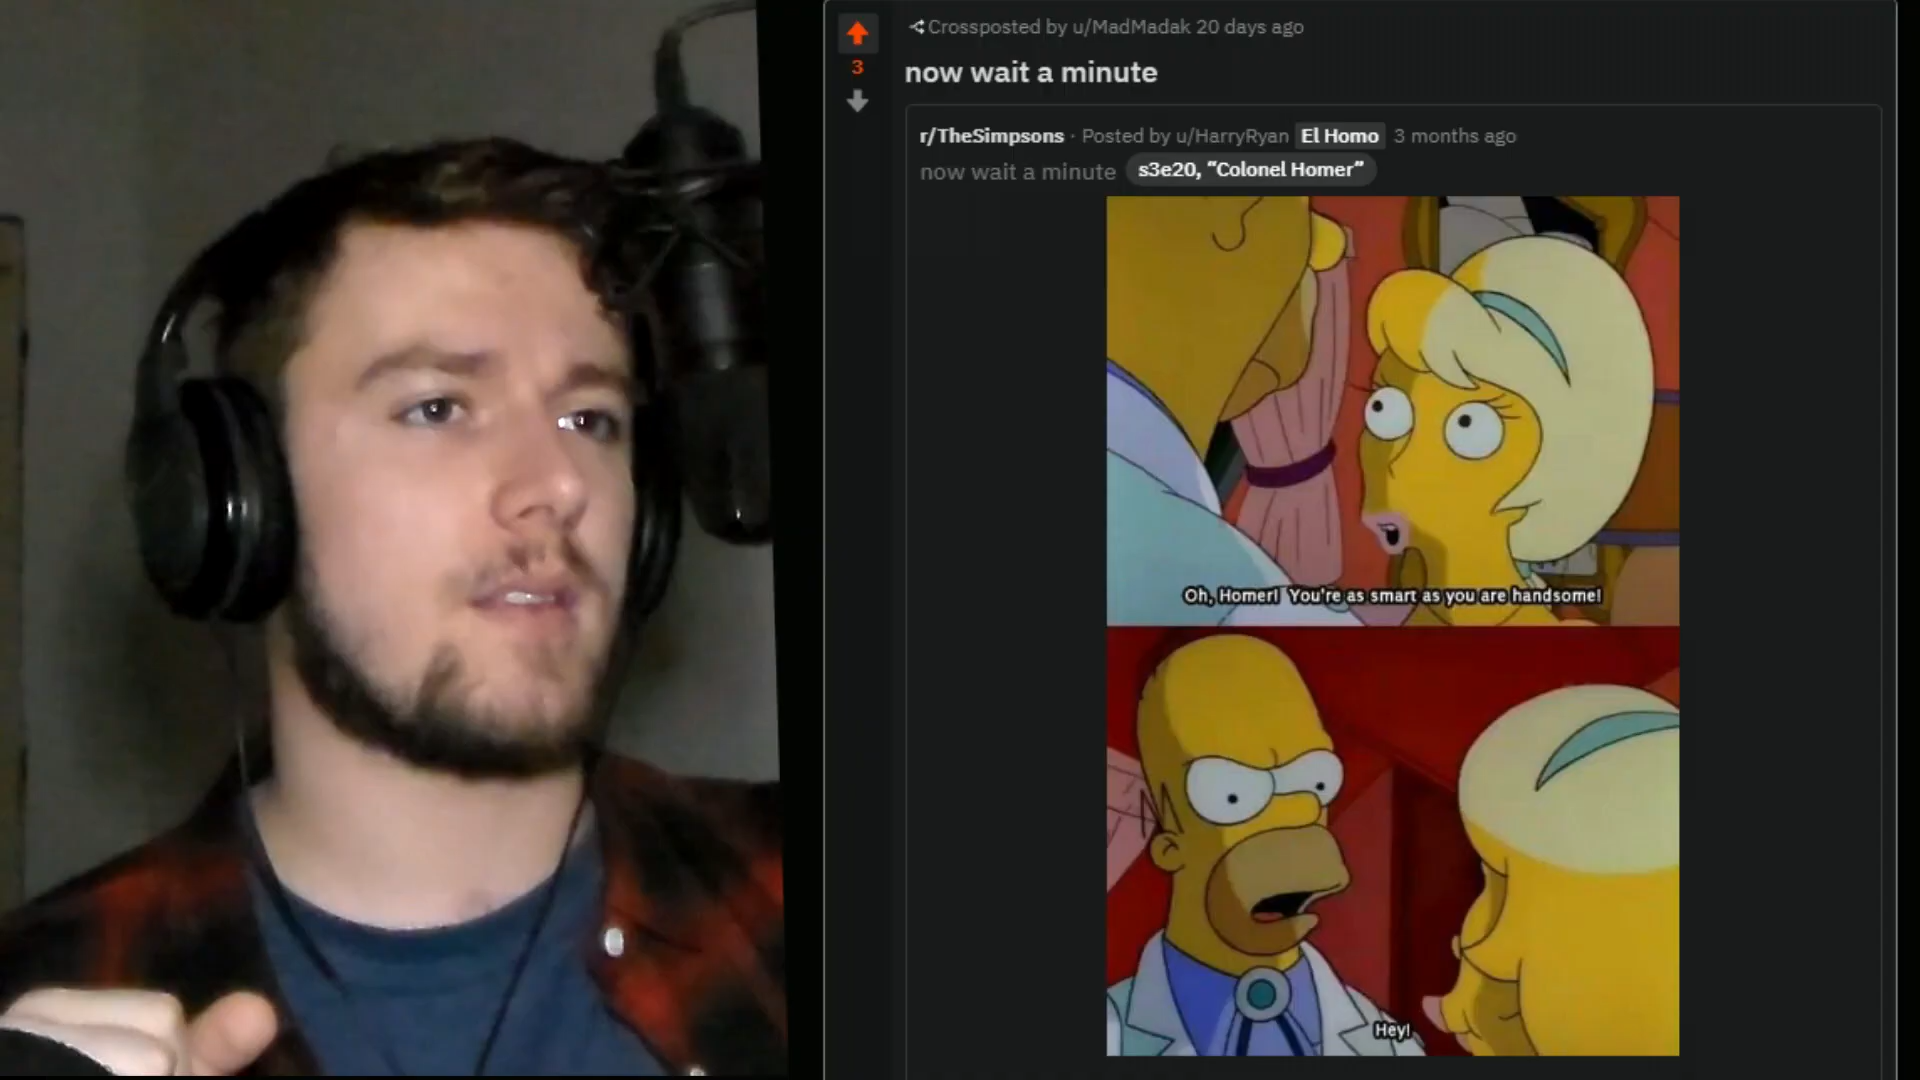 Crossposted by u/MadMadak 20 days ago
3
now wait a minute
r/TheSimpsons · Posted by u/HarryRyan El Homo 3 months ago
now wait a minute s3e20, “Colonel Homer”
Oh, Homer! You're as smart as you are handsome!
Hey!